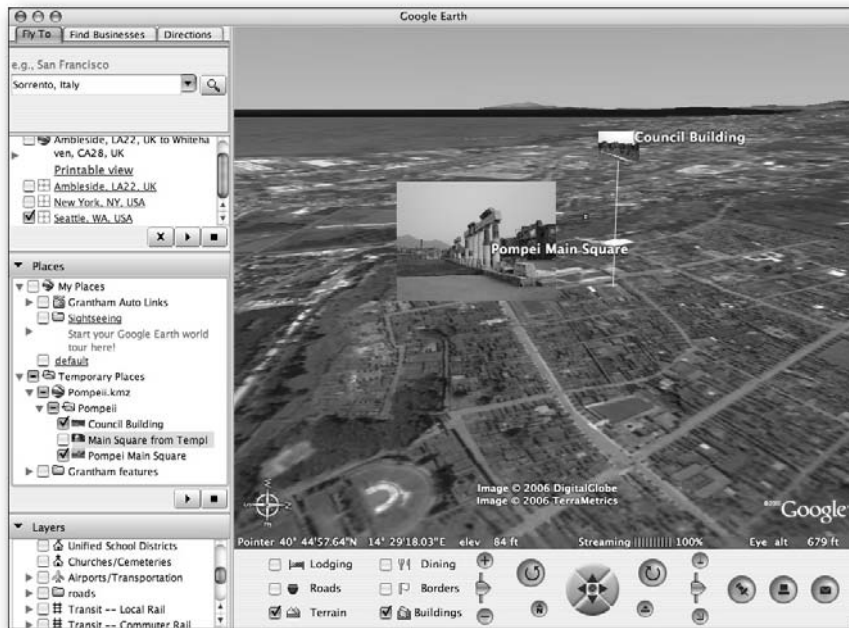 Google Earth
Fly To
Find Businesses
Directions
e.g., San Francisco
Sorrento, Italy
Ambleside, LA22, UK to Whiteha
ven, CA28, UK
Printable view
Ambleside, LA22, UK
New York, NY, USA
Seattle, WA, USA
Places
My Places
Grantham Auto Links
Sightseeing
Start your Google Earth world
tour here!
default
Temporary Places
Pompeii.kmz
Pompeii
Council Building
Main Square from Templ
Pompei Main Square
Grantham features
Layers
Unified School Districts
Churches/Cemeteries
Airports/Transportation
roads
Transit -- Local Rail
Transit -- Commuter Rail
Council Building
Pompei Main Square
W
N
S
E
Image © 2006 DigitalGlobe
Image © 2006 TerraMetrics
Google
Pointer 40° 44'57.64"N 14° 29'18.03"E elev 84 ft Streaming 100% Eye alt 679 ft
Lodging
Dining
Roads
Borders
Terrain
Buildings